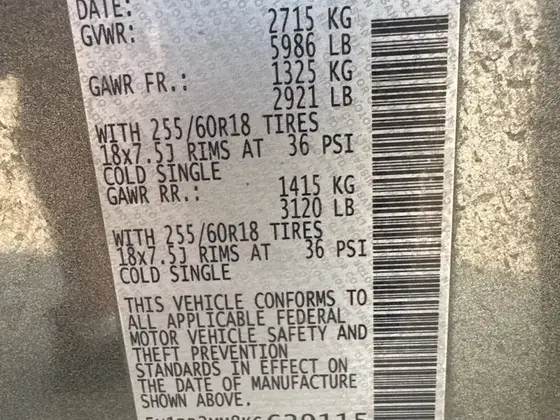 DATE:
GVWR: 2715 KG
5986 LB
GAWR FR.: 1325 KG
2921 LB
WITH 255/60R18 TIRES
18x7.5J RIMS AT 36 PSI
COLD SINGLE
GAWR RR.: 1415 KG
3120 LB
WITH 255/60R18 TIRES
18x7.5J RIMS AT 36 PSI
COLD SINGLE
THIS VEHICLE CONFORMS TO
ALL APPLICABLE FEDERAL
MOTOR VEHICLE SAFETY AND
THEFT PREVENTION
STANDARDS IN EFFECT ON
THE DATE OF MANUFACTURE
SHOWN ABOVE.